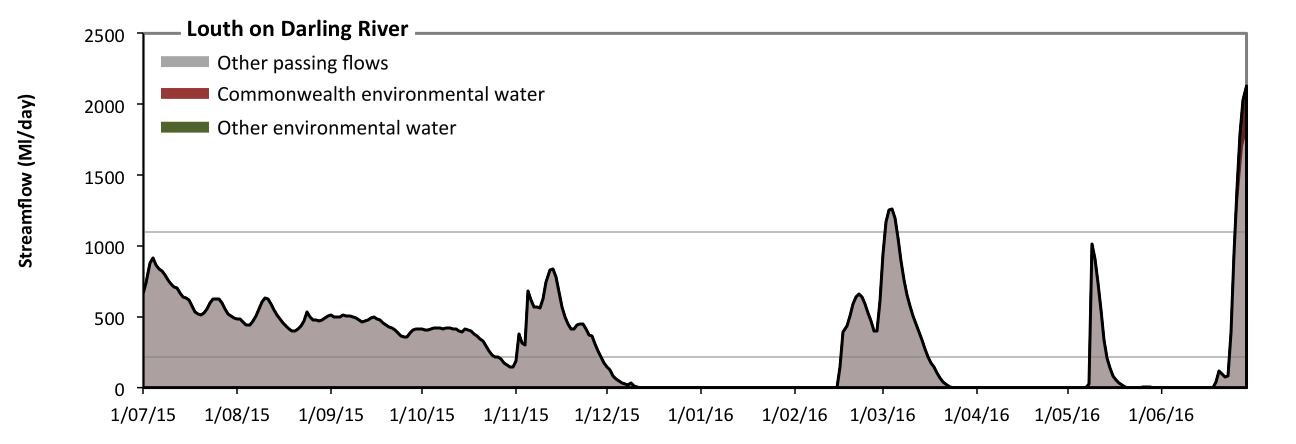 Louth on Darling River
Other passing flows
Commonwealth environmental water
Other environmental water
Streamflow (Ml/day)
2500
2000
1500
1000
500
0
1/07/15 1/08/15 1/09/15 1/10/15 1/11/15 1/12/15 1/01/16 1/02/16 1/03/16 1/04/16 1/05/16 1/06/16